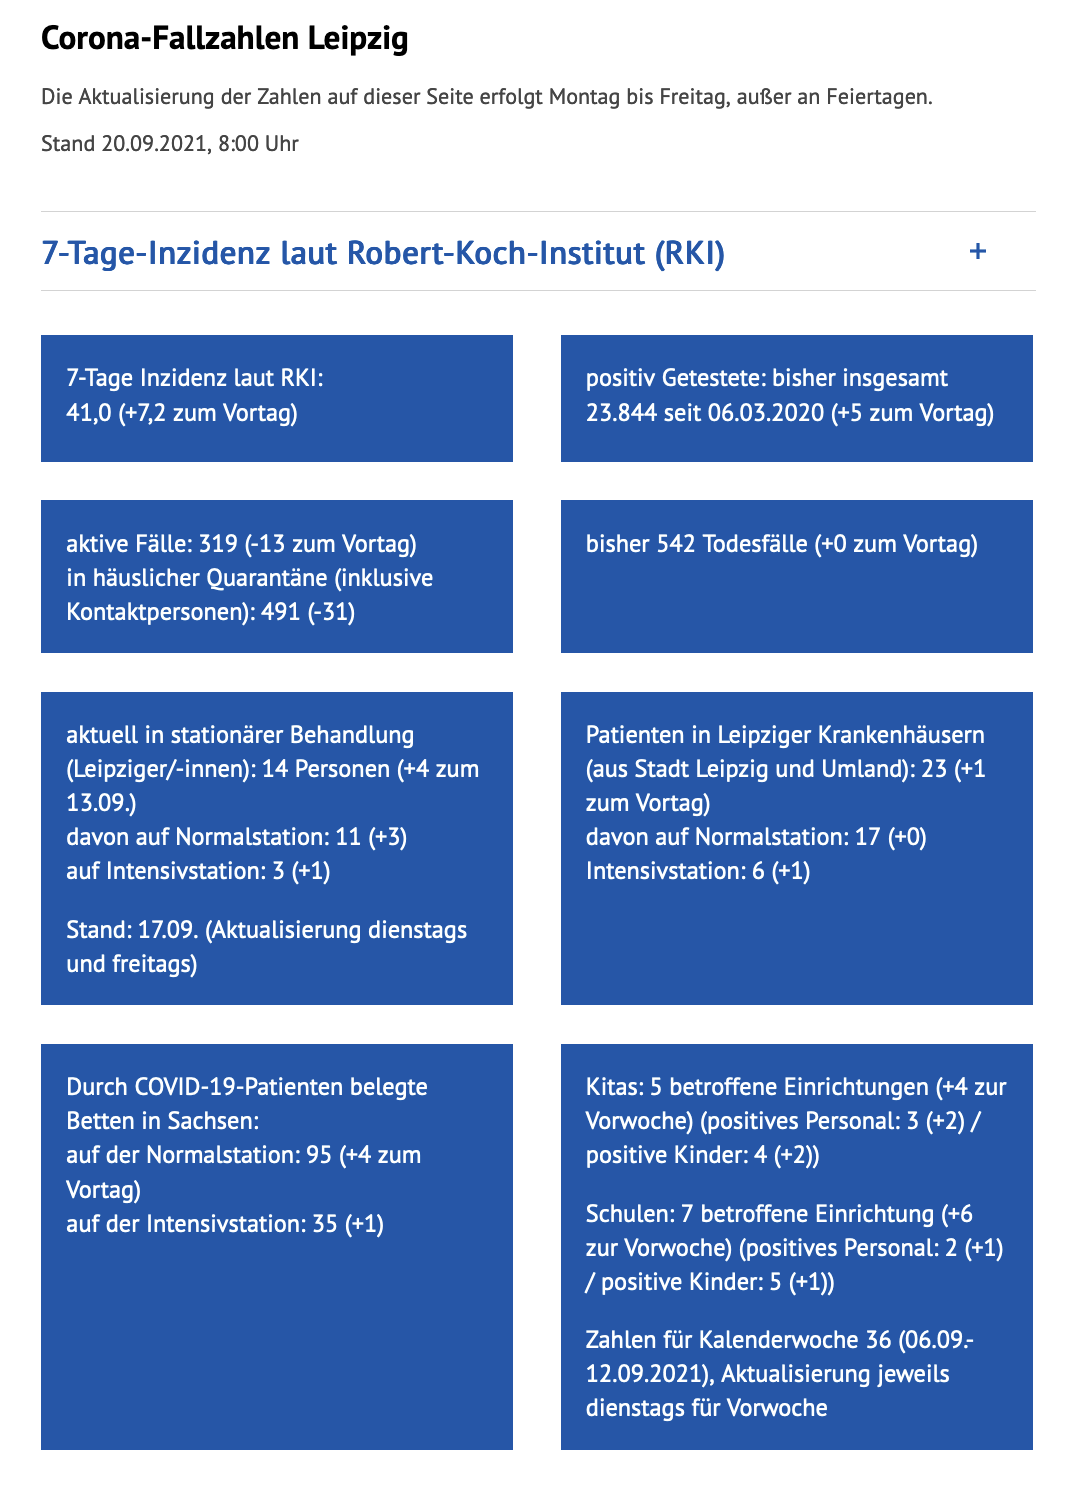 Corona-Fallzahlen Leipzig
Die Aktualisierung der Zahlen auf dieser Seite erfolgt Montag bis Freitag, außer an Feiertagen.
Stand 20.09.2021, 8:00 Uhr
7-Tage-Inzidenz laut Robert-Koch-Institut (RKI) +
7-Tage Inzidenz laut RKI:
41,0 (+7,2 zum Vortag)
positiv Getestete: bisher insgesamt
23.844 seit 06.03.2020 (+5 zum Vortag)
aktive Fälle: 319 (-13 zum Vortag)
in häuslicher Quarantäne (inklusive
Kontaktpersonen): 491 (-31)
bisher 542 Todesfälle (+0 zum Vortag)
aktuell in stationärer Behandlung
(Leipziger/-innen): 14 Personen (+4 zum
13.09.)
davon auf Normalstation: 11 (+3)
auf Intensivstation: 3 (+1)
Stand: 17.09. (Aktualisierung dienstags
und freitags)
Patienten in Leipziger Krankenhäusern
(aus Stadt Leipzig und Umland): 23 (+1
zum Vortag)
davon auf Normalstation: 17 (+0)
Intensivstation: 6 (+1)
Durch COVID-19-Patienten belegte
Betten in Sachsen:
auf der Normalstation: 95 (+4 zum
Vortag)
auf der Intensivstation: 35 (+1)
Kitas: 5 betroffene Einrichtungen (+4 zur
Vorwoche) (positives Personal: 3 (+2) /
positive Kinder: 4 (+2))
Schulen: 7 betroffene Einrichtung (+6
zur Vorwoche) (positives Personal: 2 (+1)
/ positive Kinder: 5 (+1))
Zahlen für Kalenderwoche 36 (06.09.-
12.09.2021), Aktualisierung jeweils
dienstags für Vorwoche